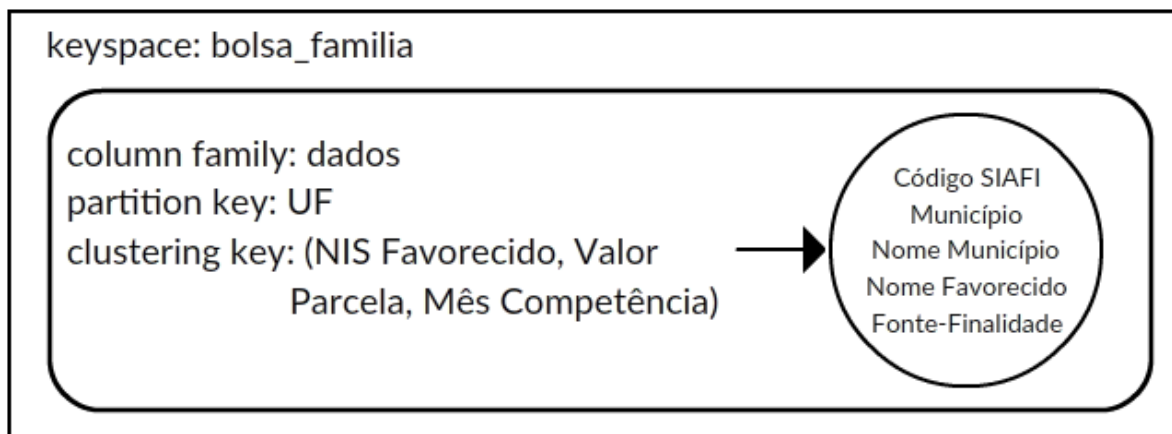 keyspace: bolsa_familia
column family: dados
partition key: UF
clustering key: (NIS Favorecido, Valor
Parcela, Mês Competência)
Código SIAFI
Município
Nome Município
Nome Favorecido
Fonte-Finalidade